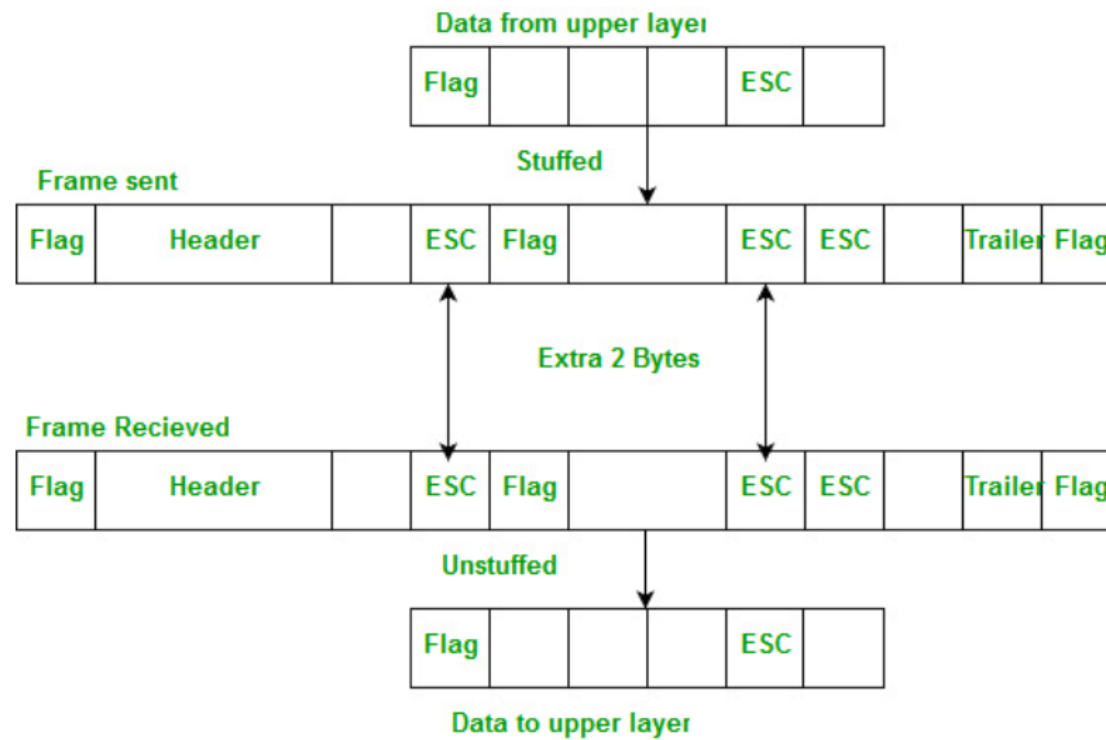 Data from upper layer
Flag ESC
Stuffed
Frame sent
Flag Header ESC Flag ESC ESC Trailer Flag
Extra 2 Bytes
Frame Recieved
Flag Header ESC Flag ESC ESC Trailer Flag
Unstuffed
Flag ESC
Data to upper layer